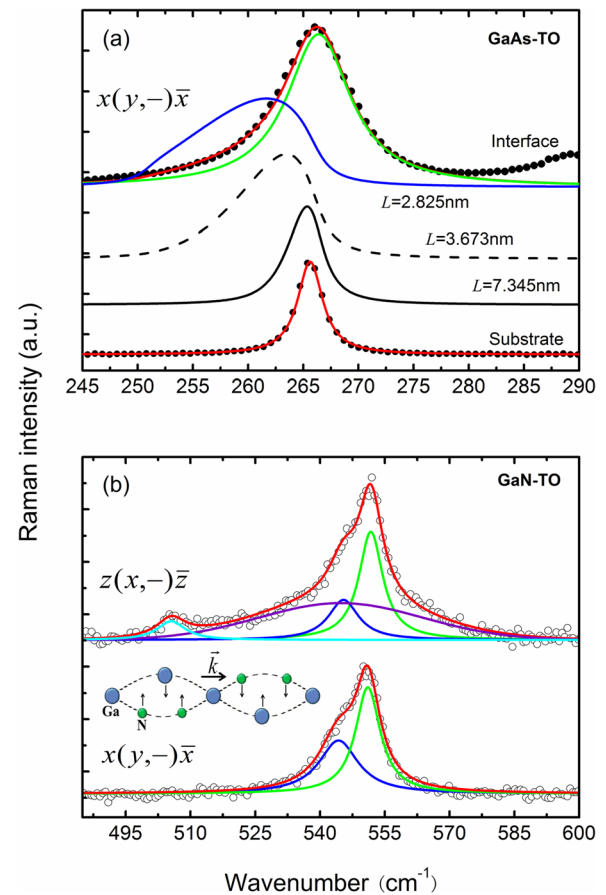 (a)
GaAs-TO
x(y,−)x̅
Interface
L=2.825nm
L=3.673nm
L=7.345nm
Substrate
245 250 255 260 265 270 275 280 285 290
Raman intensity (a.u.)
(b)
GaN-TO
z(x,−)z̅
k⃗
Ga
N
x(y,−)x̅
495 510 525 540 555 570 585 600
Wavenumber (cm⁻¹)